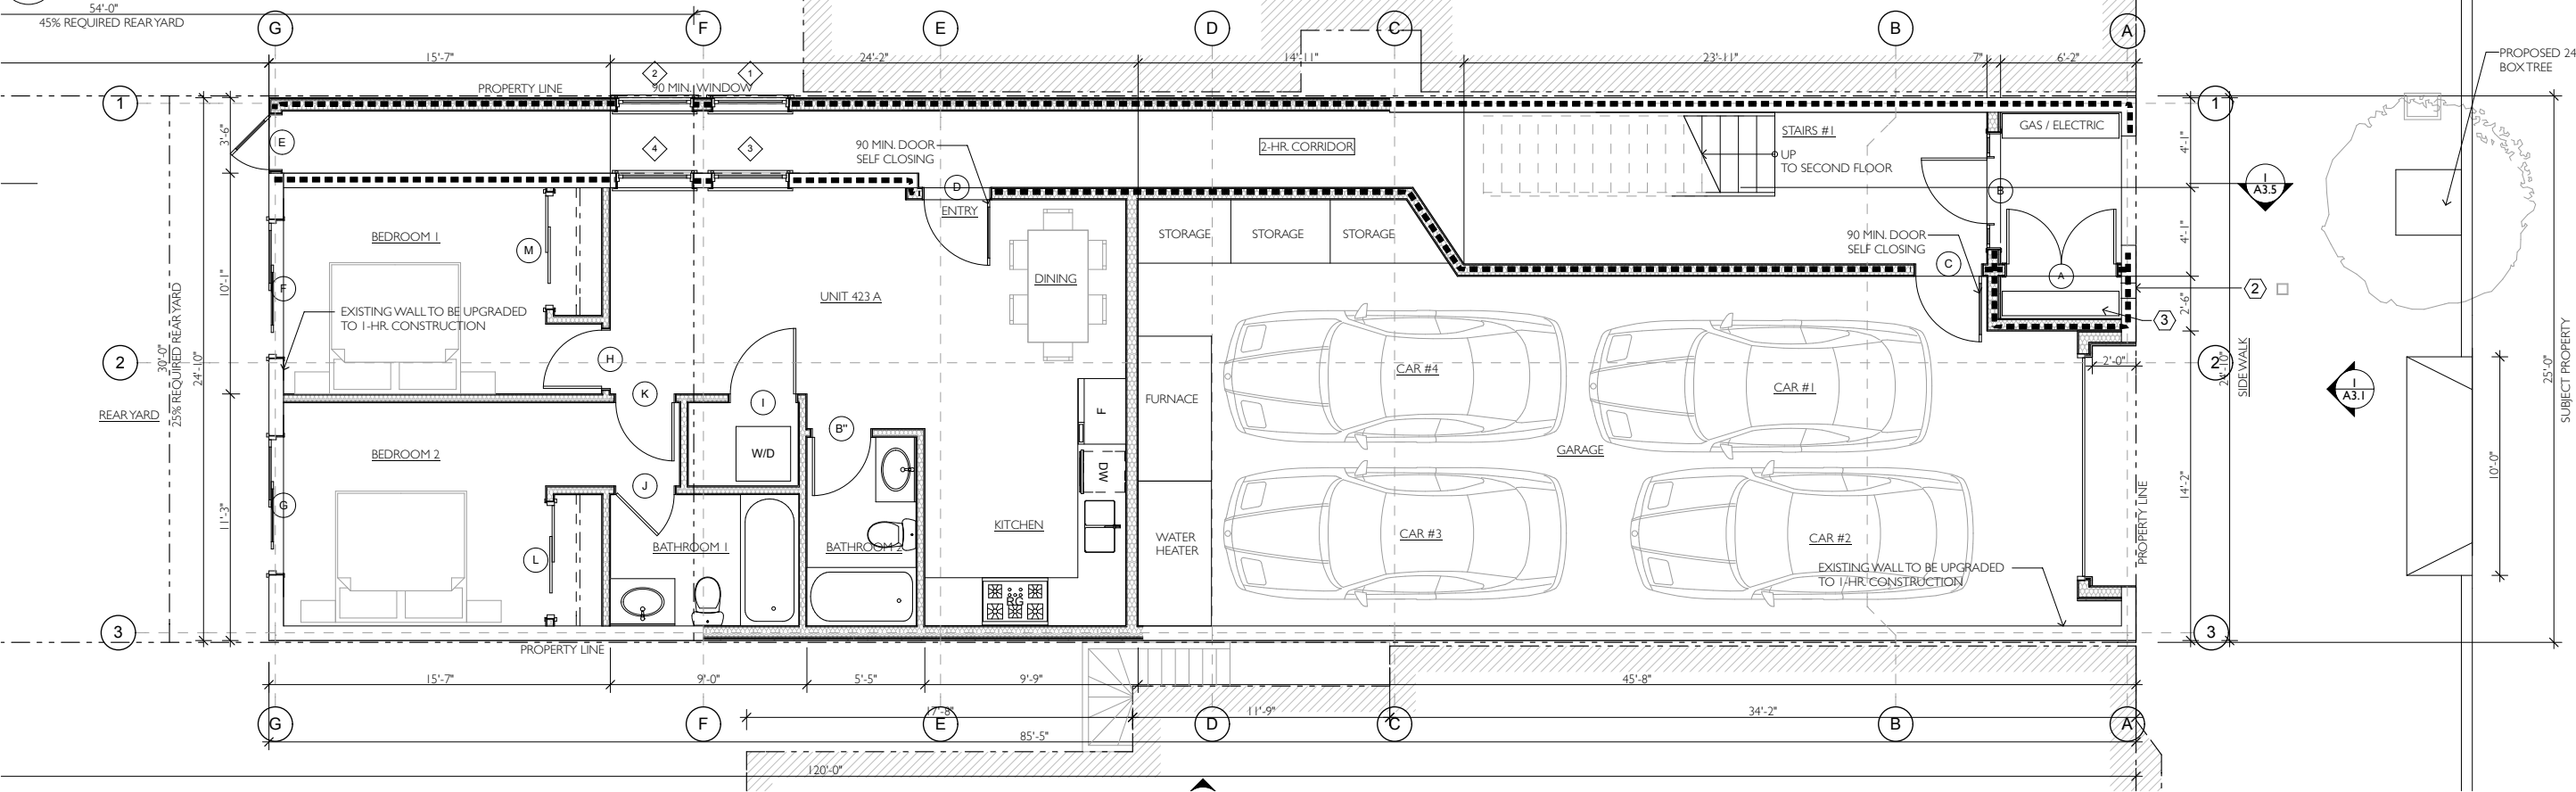 54'-0"
45% REQUIRED REAR YARD
G
F
E
D
C
B
A
15'-7"
24'-2"
14'-11"
23'-11"
7"
6'-2"
PROPOSED 24
BOX TREE
2
1
PROPERTY LINE
90 MIN. WINDOW
1
1
3'-6"
E
4
3
90 MIN. DOOR
SELF CLOSING
2-HR. CORRIDOR
STAIRS #1
UP
TO SECOND FLOOR
GAS / ELECTRIC
4'-1"
1
A3.5
D
ENTRY
B
BEDROOM 1
M
STORAGE
STORAGE
STORAGE
90 MIN. DOOR
SELF CLOSING
4'-1"
C
A
DINING
UNIT 423 A
F
10'-1"
EXISTING WALL TO BE UPGRADED
TO 1-HR. CONSTRUCTION
2
3
2'-6"
2
H
2
2'-0"
30'-0"
25% REQUIRED REAR YARD
24'-10"
24'-10"
SIDEWALK
CAR #4
CAR #1
K
I
FURNACE
F
1
A3.1
25'-0"
SUBJECT PROPERTY
REAR YARD
B"
BEDROOM 2
W/D
GARAGE
DW
10'-0"
J
G
11'-3"
14'-2"
PROPERTY LINE
KITCHEN
BATHROOM 1
BATHROOM 2
L
WATER
HEATER
CAR #3
CAR #2
EXISTING WALL TO BE UPGRADED
TO 1-HR. CONSTRUCTION
RG
3
3
PROPERTY LINE
15'-7"
9'-0"
5'-5"
9'-9"
45'-8"
17'-8"
11'-9"
34'-2"
G
F
E
D
C
B
A
85'-5"
120'-0"